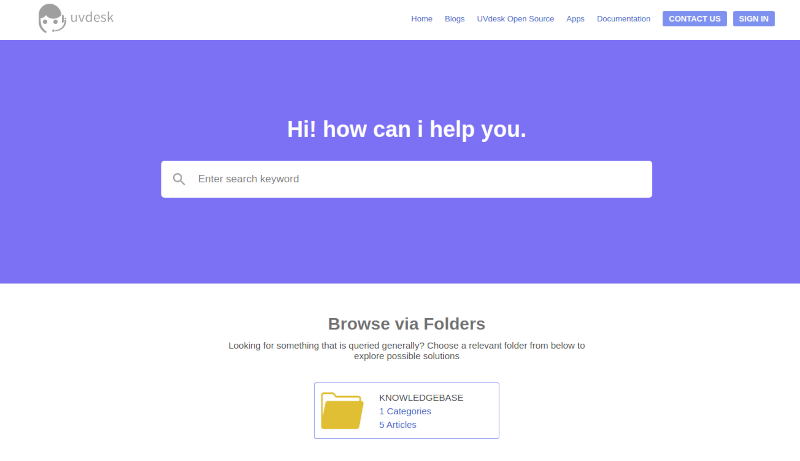 uvdesk
Home Blogs UVdesk Open Source Apps Documentation CONTACT US SIGN IN
Hi! how can i help you.
Enter search keyword
Browse via Folders
Looking for something that is queried generally? Choose a relevant folder from below to
explore possible solutions
KNOWLEDGEBASE
1 Categories
5 Articles